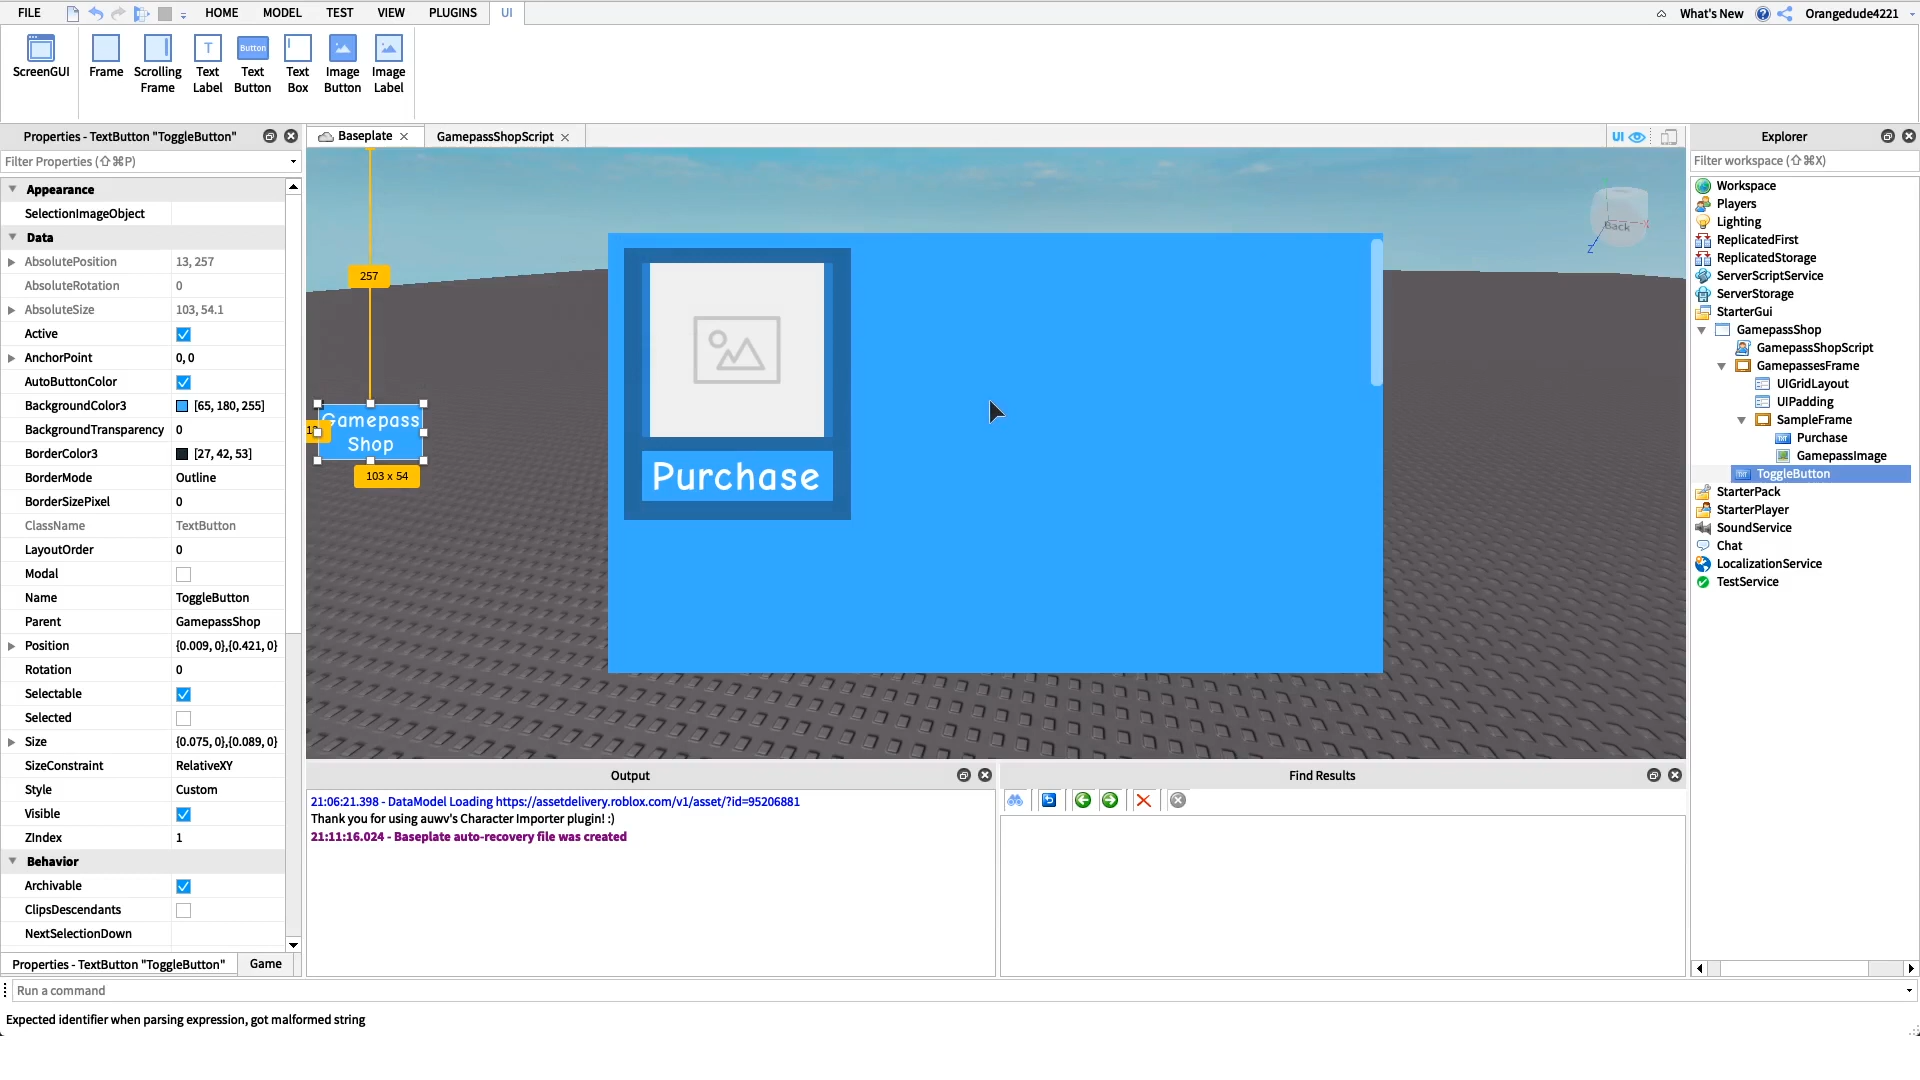 FILE HOME MODEL TEST VIEW PLUGINS UI What's New Orangedude4221
ScreenGUI
Frame
Scrolling
Frame
Text
Label
Button
Text
Button
Text
Box
Image
Button
Image
Label
Properties - TextButton "ToggleButton"
Filter Properties (⇧⌘P)
Appearance
SelectionImageObject
Data
AbsolutePosition 13, 257
AbsoluteRotation 0
AbsoluteSize 103, 54.1
Active
AnchorPoint 0, 0
AutoButtonColor
BackgroundColor3 [65, 180, 255]
BackgroundTransparency 0
BorderColor3 [27, 42, 53]
BorderMode Outline
BorderSizePixel 0
ClassName TextButton
LayoutOrder 0
Modal
Name ToggleButton
Parent GamepassShop
Position {0.009, 0},{0.421, 0}
Rotation 0
Selectable
Selected
Size {0.075, 0},{0.089, 0}
SizeConstraint RelativeXY
Style Custom
Visible
ZIndex 1
Behavior
Archivable
ClipsDescendants
NextSelectionDown
Properties - TextButton "ToggleButton" Game
Baseplate GamepassShopScript UI
257
Gamepass
Shop
103 x 54
Purchase
Back
Z
Output
21:06:21.398 - DataModel Loading https://assetdelivery.roblox.com/v1/asset/?id=95206881
Thank you for using auwv's Character Importer plugin! :)
21:11:16.024 - Baseplate auto-recovery file was created
Find Results
Explorer
Filter workspace (⇧⌘X)
Workspace
Players
Lighting
ReplicatedFirst
ReplicatedStorage
ServerScriptService
ServerStorage
StarterGui
GamepassShop
GamepassShopScript
GamepassesFrame
UIGridLayout
UIPadding
SampleFrame
Purchase
GamepassImage
ToggleButton
StarterPack
StarterPlayer
SoundService
Chat
LocalizationService
TestService
Run a command
Expected identifier when parsing expression, got malformed string